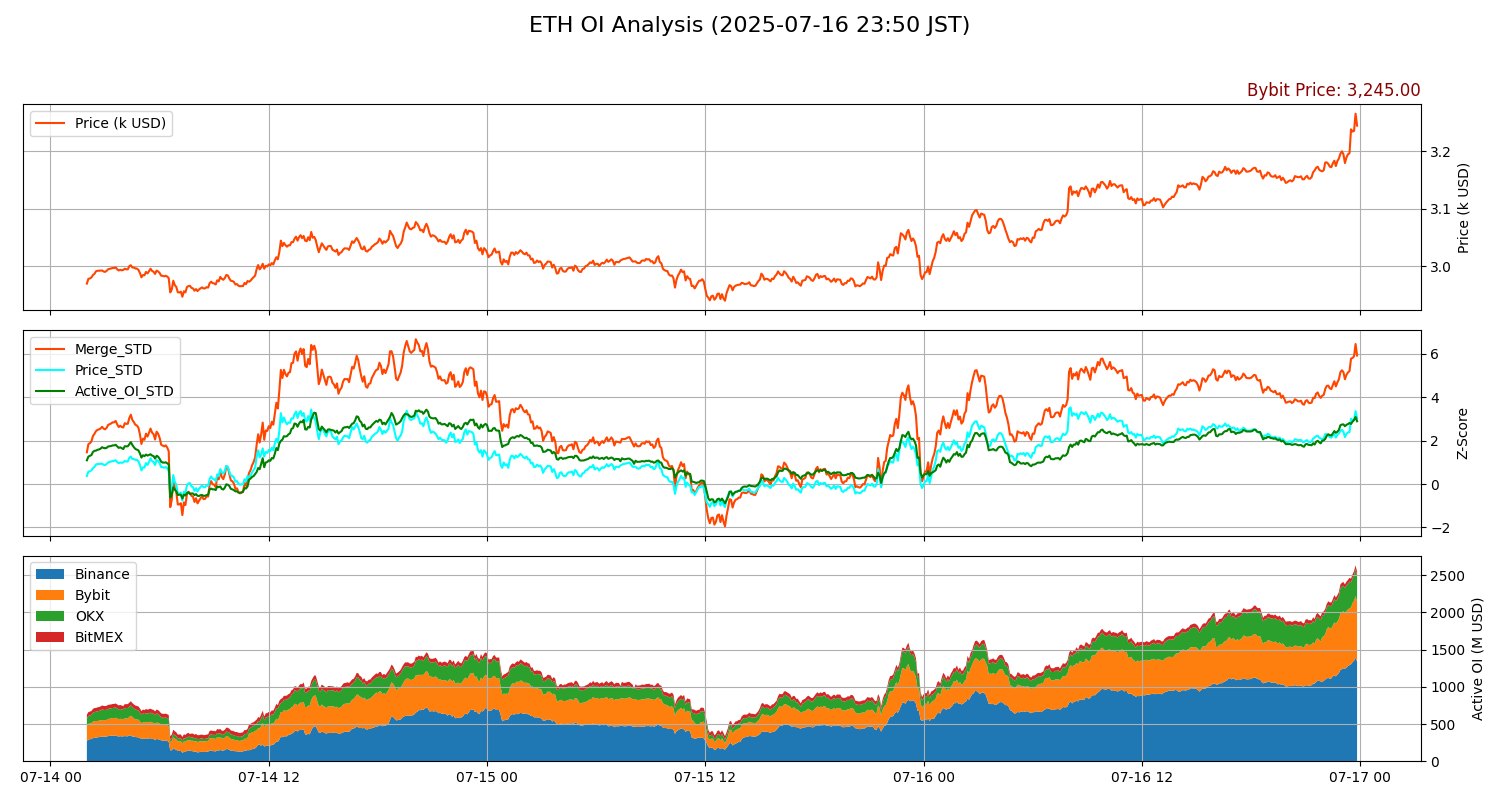 ETH OI Analysis (2025-07-16 23:50 JST)
Bybit Price: 3,245.00
Price (k USD)
3.2
3.1
3.0
Price (k USD)
Merge_STD
Price_STD
Active_OI_STD
6
4
2
0
−2
Z-Score
Binance
Bybit
OKX
BitMEX
2500
2000
1500
1000
500
0
Active OI (M USD)
07-14 00
07-14 12
07-15 00
07-15 12
07-16 00
07-16 12
07-17 00